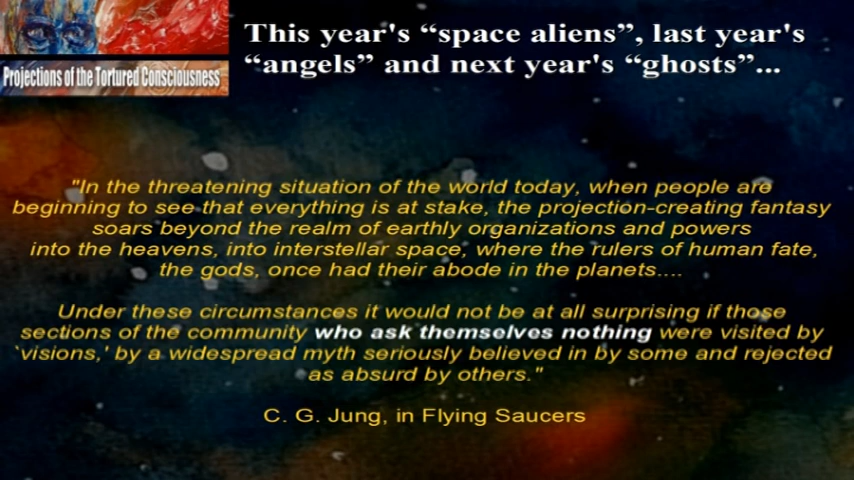 This year's “space aliens”, last year's
“angels” and next year's “ghosts”...
Projections of the Tortured Consciousness
"In the threatening situation of the world today, when people are
beginning to see that everything is at stake, the projection-creating fantasy
soars beyond the realm of earthly organizations and powers
into the heavens, into interstellar space, where the rulers of human fate,
the gods, once had their abode in the planets....
Under these circumstances it would not be at all surprising if those
sections of the community who ask themselves nothing were visited by
`visions,' by a widespread myth seriously believed in by some and rejected
as absurd by others."
C. G. Jung, in Flying Saucers